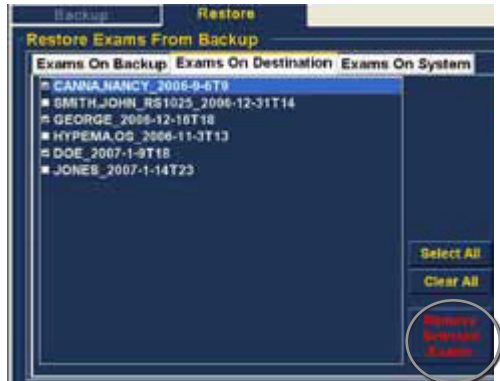 Backup Restore
Restore Exams From Backup
Exams On Backup Exams On Destination Exams On System
CANNA,NANCY_2006-9-6T9
SMITH,JOHN_RS1025_2006-12-31T14
GEORGE_2006-12-16T18
HYPEMA,OS_2006-11-3T13
DOE_2007-1-9T18
JONES_2007-1-14T23
Select All
Clear All
Remove
Selected
Exams